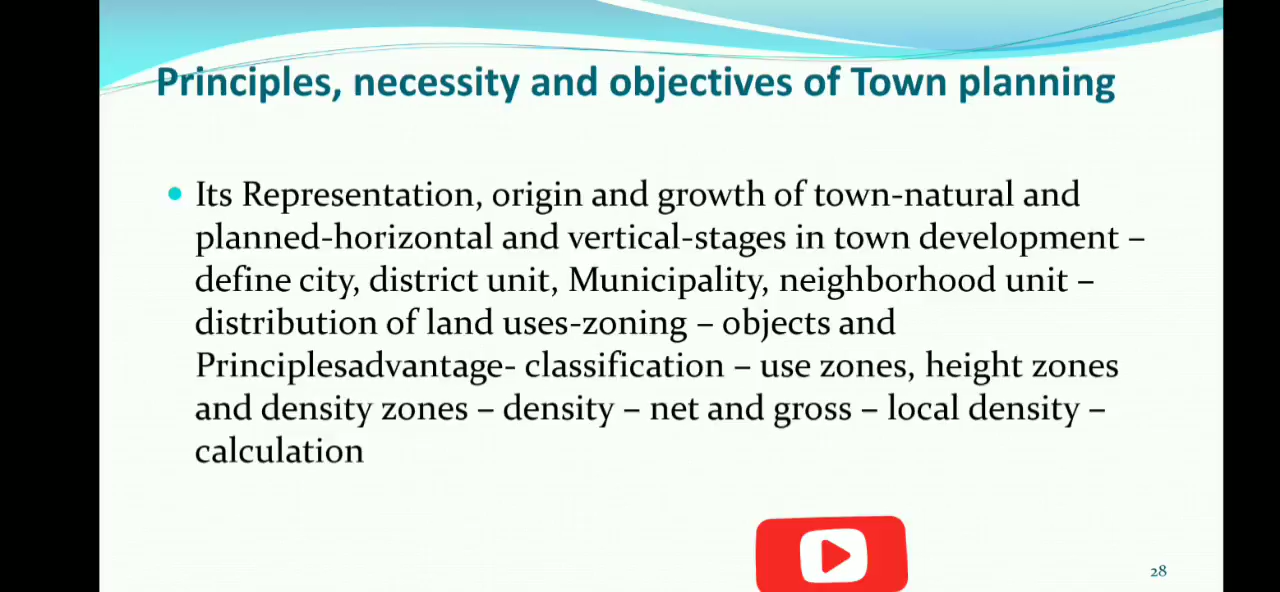 Principles, necessity and objectives of Town planning
Its Representation, origin and growth of town-natural and
planned-horizontal and vertical-stages in town development –
define city, district unit, Municipality, neighborhood unit –
distribution of land uses-zoning – objects and
Principlesadvantage- classification – use zones, height zones
and density zones – density – net and gross – local density –
calculation
28